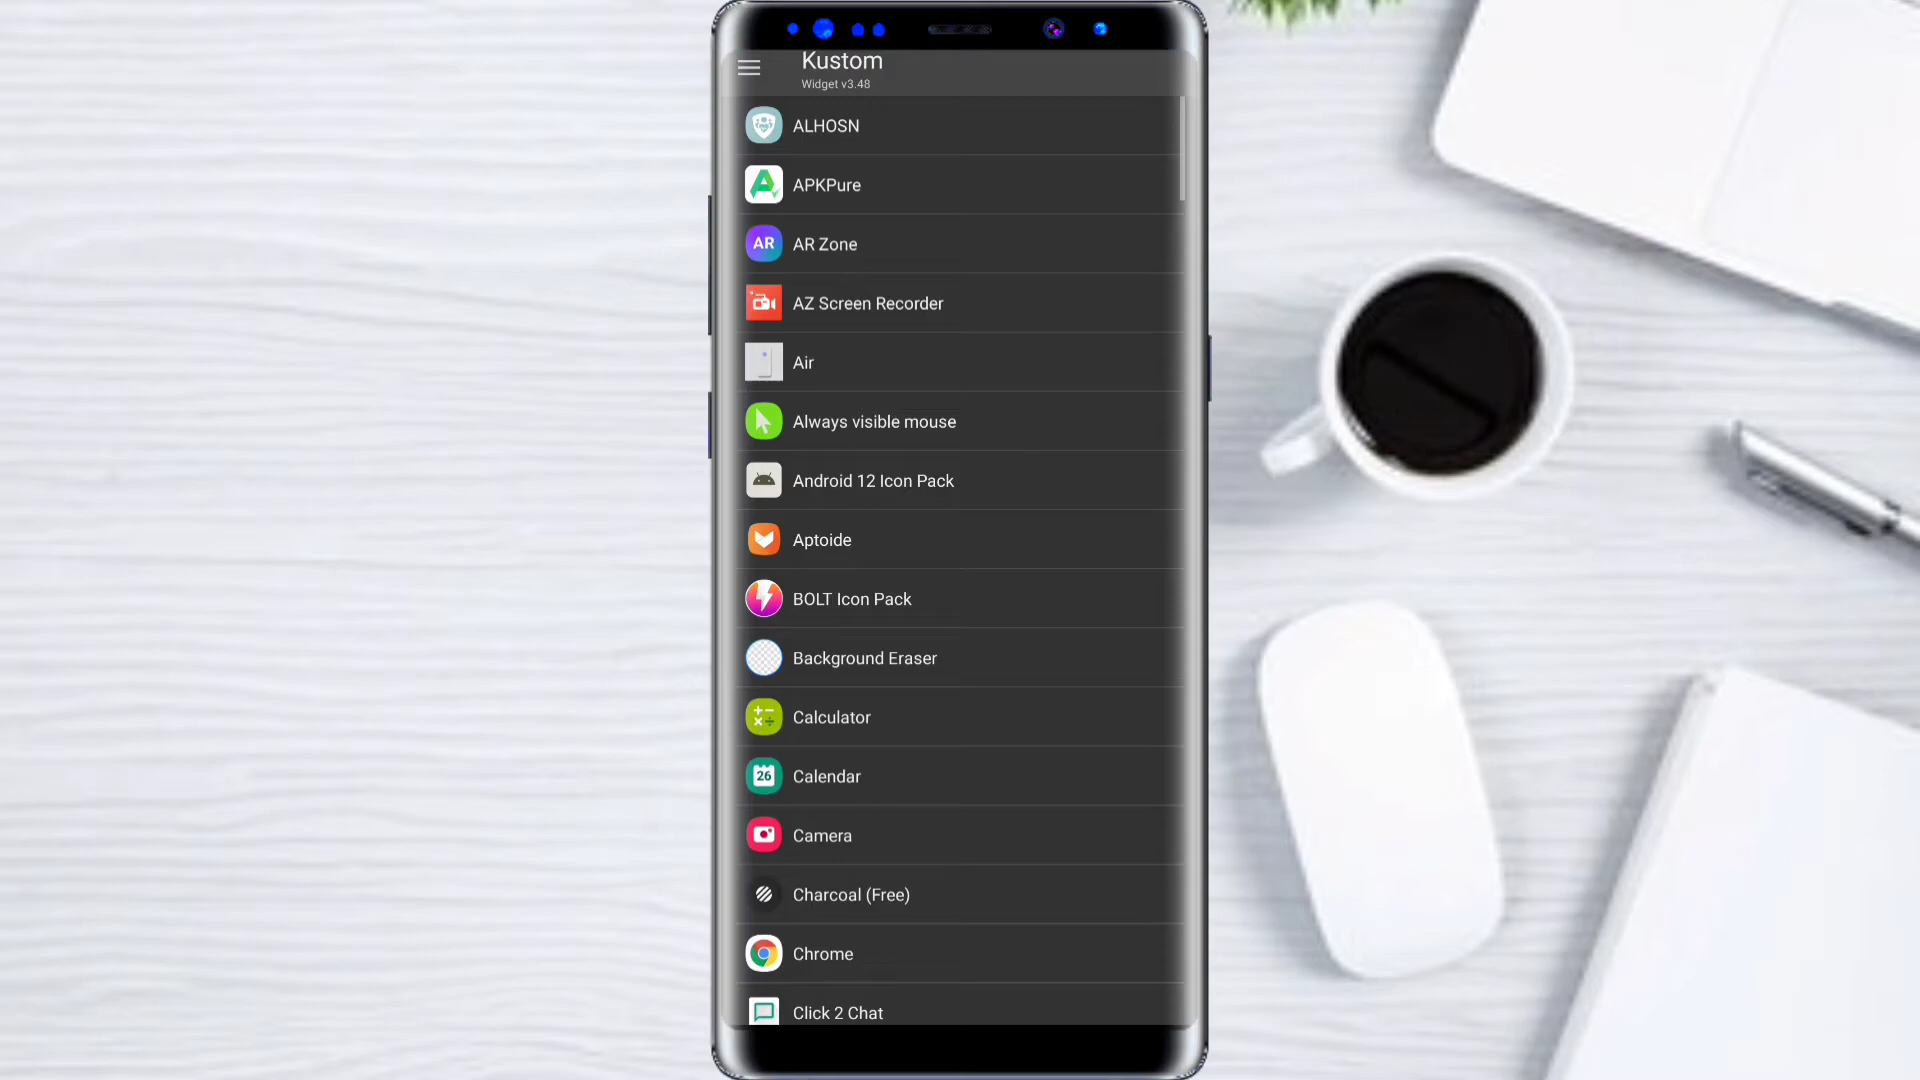 Kustom
Widget v3.48
ALHOSN
APKPure
AR
AR Zone
AZ Screen Recorder
Air
Always visible mouse
Android 12 Icon Pack
Aptoide
BOLT Icon Pack
Background Eraser
Calculator
26
Calendar
Camera
Charcoal (Free)
Chrome
Click 2 Chat